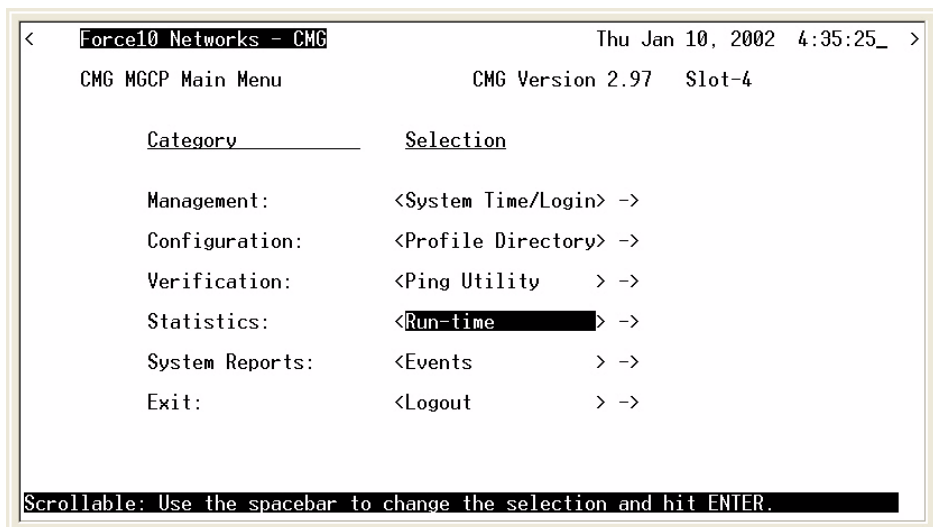 < Force10 Networks - CMG Thu Jan 10, 2002 4:35:25_ >
CMG MGCP Main Menu CMG Version 2.97 Slot-4
Category Selection
Management: <System Time/Login> ->
Configuration: <Profile Directory> ->
Verification: <Ping Utility > ->
Statistics: <Run-time > ->
System Reports: <Events > ->
Exit: <Logout > ->
Scrollable: Use the spacebar to change the selection and hit ENTER.